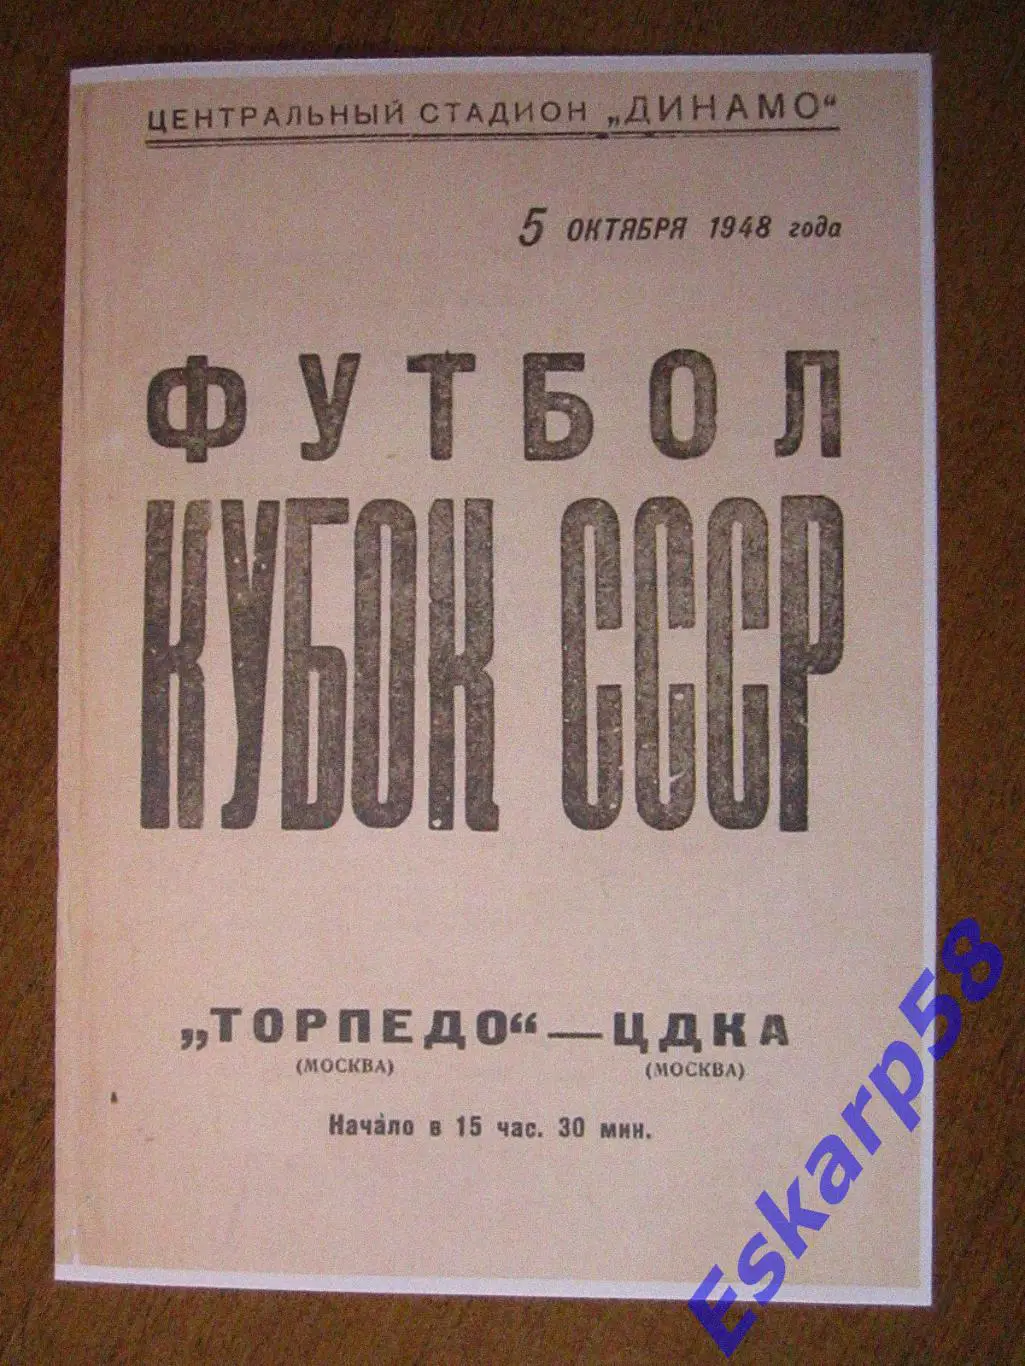 ЦЕНТРАЛЬНЫЙ СТАДИОН „ДИНАМО“
5 ОКТЯБРЯ 1948 года
ФУТБОЛ
КУБОК СССР
„ТОРПЕДО“ — ЦДКА
(МОСКВА) (МОСКВА)
Начало в 15 час. 30 мин.
Eskarp58